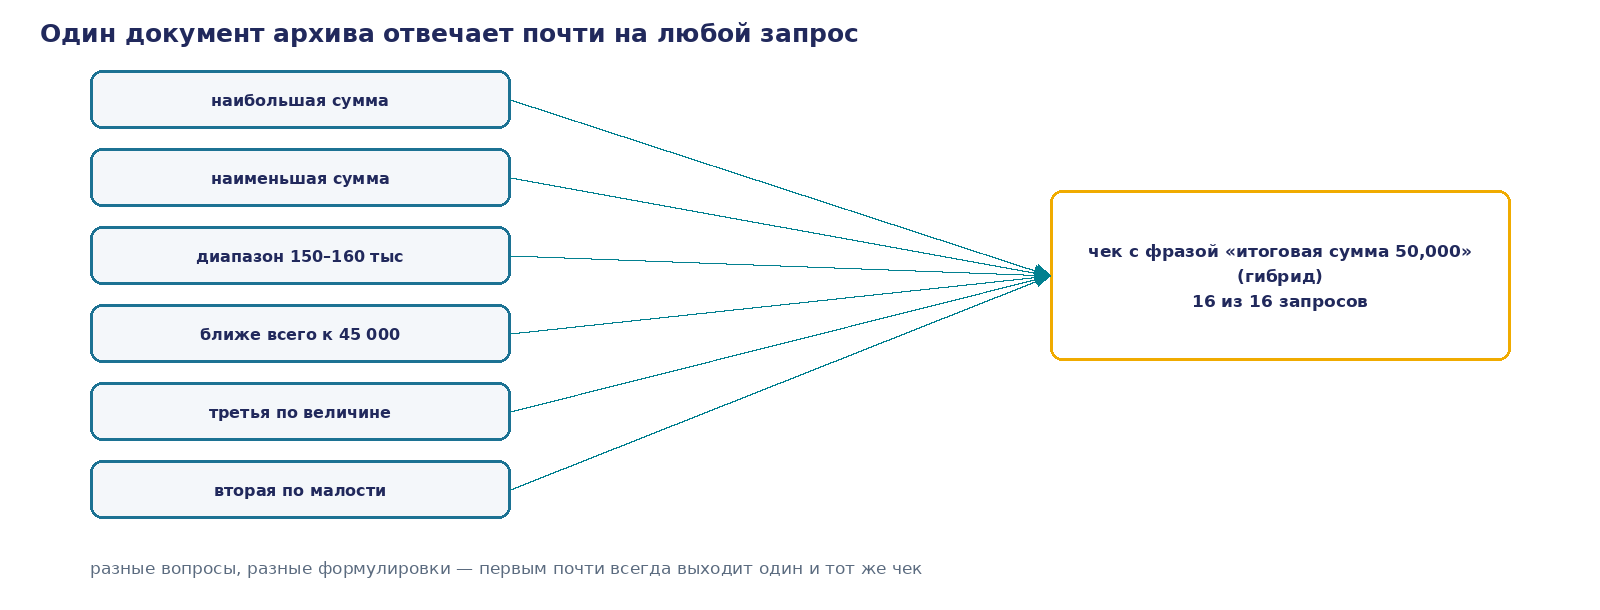 Один документ архива отвечает почти на любой запрос
наибольшая сумма
наименьшая сумма
диапазон 150–160 тыс
ближе всего к 45 000
третья по величине
вторая по малости
чек с фразой «итоговая сумма 50,000»
(гибрид)
16 из 16 запросов
разные вопросы, разные формулировки — первым почти всегда выходит один и тот же чек